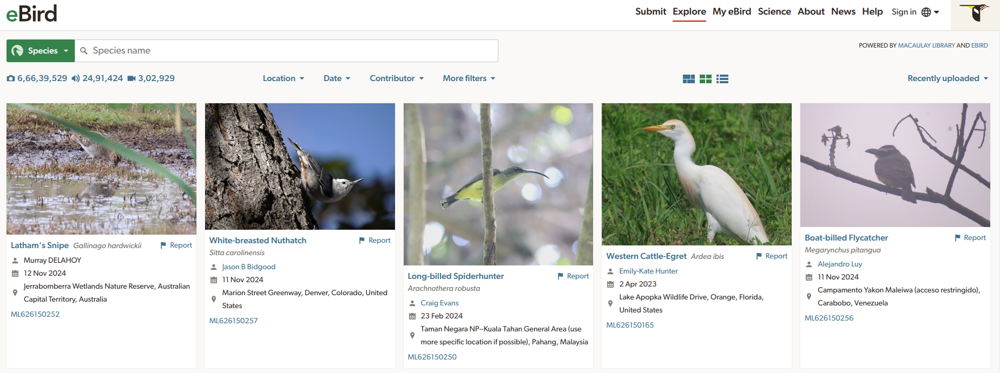 eBird
Submit Explore My eBird Science About News Help Sign in
Species Species name
POWERED BY MACAULAY LIBRARY AND EBIRD
6,66,39,529 24,91,424 3,02,929 Location Date Contributor More filters Recently uploaded
Latham's Snipe Gallinago hardwickii Report
Murray DELAHOY
12 Nov 2024
Jerrabomberra Wetlands Nature Reserve, Australian
Capital Territory, Australia
ML626150252
White-breasted Nuthatch Report
Sitta carolinensis
Jason B Bidgood
11 Nov 2024
Marion Street Greenway, Denver, Colorado, United
States
ML626150257
Long-billed Spiderhunter Report
Arachnothera robusta
Craig Evans
23 Feb 2024
Taman Negara NP--Kuala Tahan General Area (use
more specific location if possible), Pahang, Malaysia
ML626150250
Western Cattle-Egret Ardea ibis Report
Emily-Kate Hunter
2 Apr 2023
Lake Apopka Wildlife Drive, Orange, Florida,
United States
ML626150165
Boat-billed Flycatcher Report
Megarynchus pitangua
Alejandro Luy
11 Nov 2024
Campamento Yakon Maleiwa (acceso restringido),
Carabobo, Venezuela
ML626150256